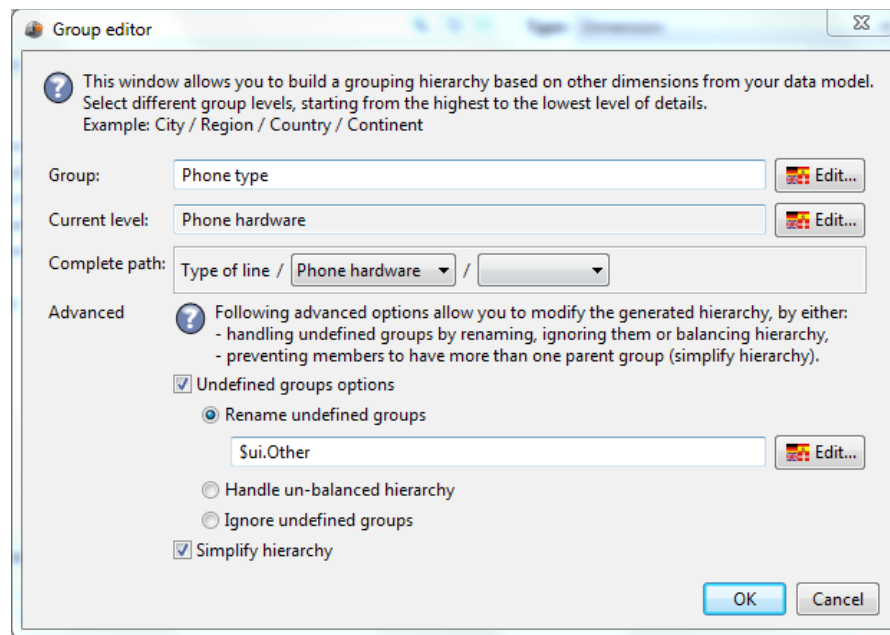 Group editor
Type: Dimension
This window allows you to build a grouping hierarchy based on other dimensions from your data model.
Select different group levels, starting from the highest to the lowest level of details.
Example: City / Region / Country / Continent
Group: Phone type Edit...
Current level: Phone hardware Edit...
Complete path: Type of line / Phone hardware /
Advanced Following advanced options allow you to modify the generated hierarchy, by either:
- handling undefined groups by renaming, ignoring them or balancing hierarchy,
- preventing members to have more than one parent group (simplify hierarchy).
Undefined groups options
Rename undefined groups
$ui.Other Edit...
Handle un-balanced hierarchy
Ignore undefined groups
Simplify hierarchy
OK Cancel